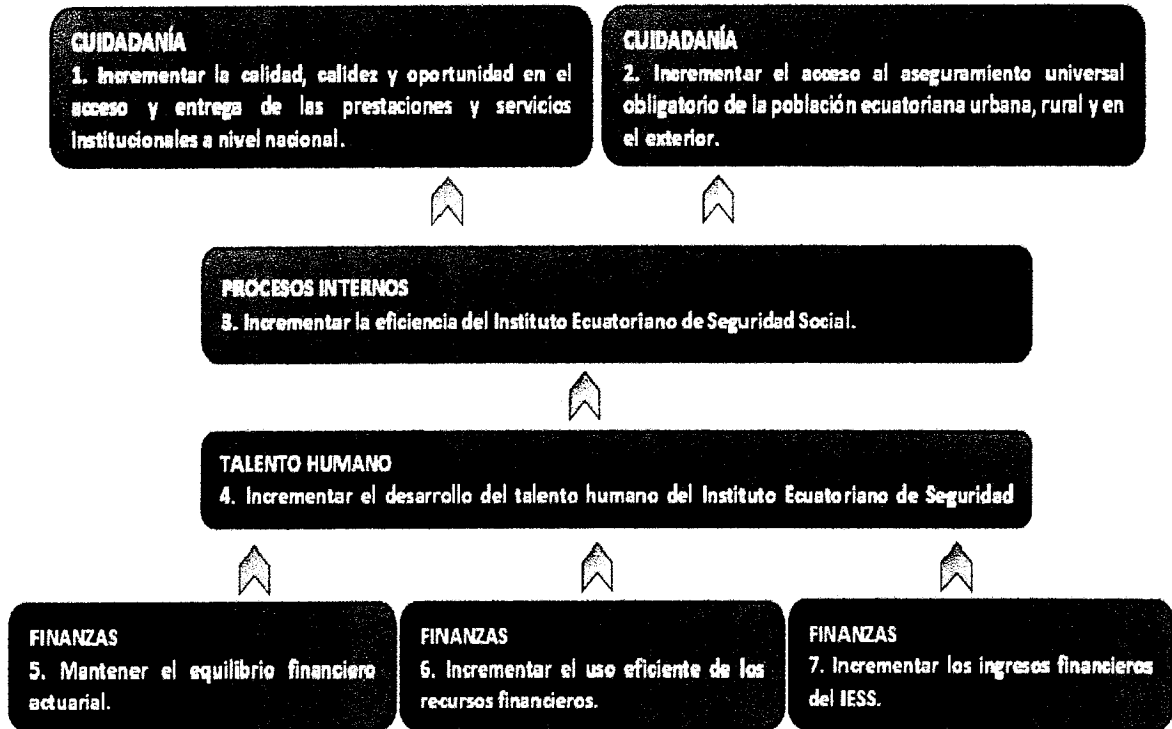 CUIDADANÍA
1. Incrementar la calidad, calidez y oportunidad en el
acceso y entrega de las prestaciones y servicios
institucionales a nivel nacional.
CUIDADANÍA
2. Incrementar el acceso al aseguramiento universal
obligatorio de la población ecuatoriana urbana, rural y en
el exterior.
PROCESOS INTERNOS
3. Incrementar la eficiencia del Instituto Ecuatoriano de Seguridad Social.
TALENTO HUMANO
4. Incrementar el desarrollo del talento humano del Instituto Ecuatoriano de Seguridad
FINANZAS
5. Mantener el equilibrio financiero
actuarial.
FINANZAS
6. Incrementar el uso eficiente de los
recursos financieros.
FINANZAS
7. Incrementar los ingresos financieros
del IESS.